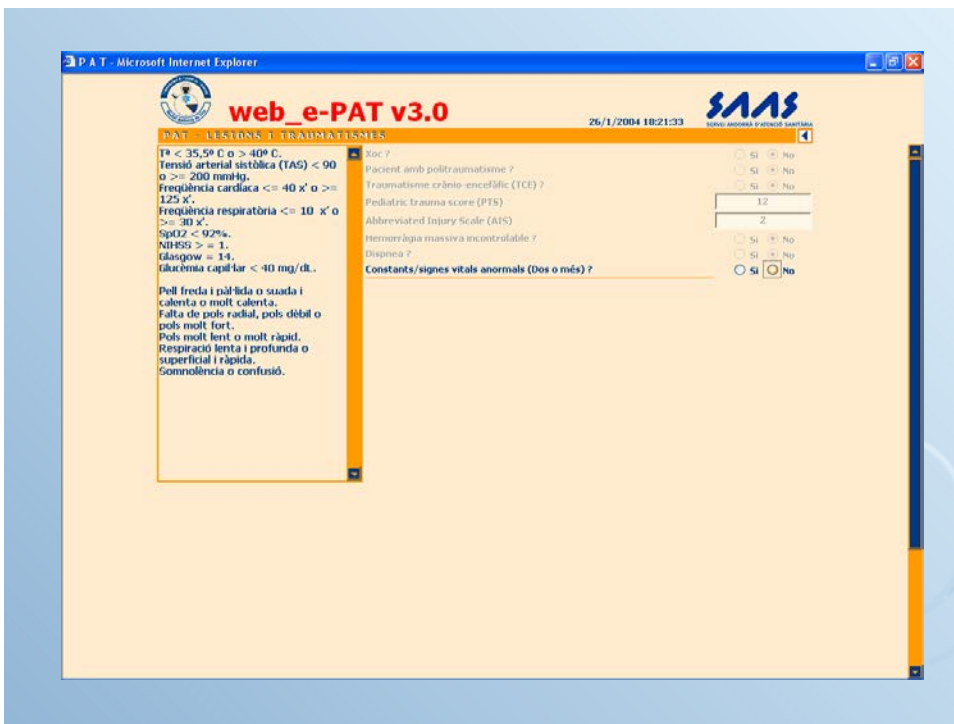 P A T - Microsoft Internet Explorer
web_e-PAT v3.0
26/1/2004 18:21:33
SAAS
SERVEI ANDORRÀ D'ATENCIÓ SANITÀRIA
PAT - LESIONS I TRAUMATISMES
Tª < 35,5º C o > 40º C.
Tensió arterial sistòlica (TAS) < 90
o >= 200 mmHg.
Freqüència cardíaca <= 40 x' o >=
125 x'.
Freqüència respiratòria <= 10 x' o
>= 30 x'.
SpO2 < 92%.
NIHSS > = 1.
Glasgow = 14.
Glucèmia capil·lar < 40 mg/dL.
Pell freda i pàl·lida o suada i
calenta o molt calenta.
Falta de pols radial, pols dèbil o
pols molt fort.
Pols molt lent o molt ràpid.
Respiració lenta i profunda o
superficial i ràpida.
Somnolència o confusió.
Xoc ? Sí No
Pacient amb politraumatisme ? Sí No
Traumatisme crànio-encefàlic (TCE) ? Sí No
Pediatric trauma score (PTS) 12
Abbreviated Injury Scale (AIS) 2
Hemorràgia massiva incontrolable ? Sí No
Dispnea ? Sí No
Constants/signes vitals anormals (Dos o més) ? Sí No